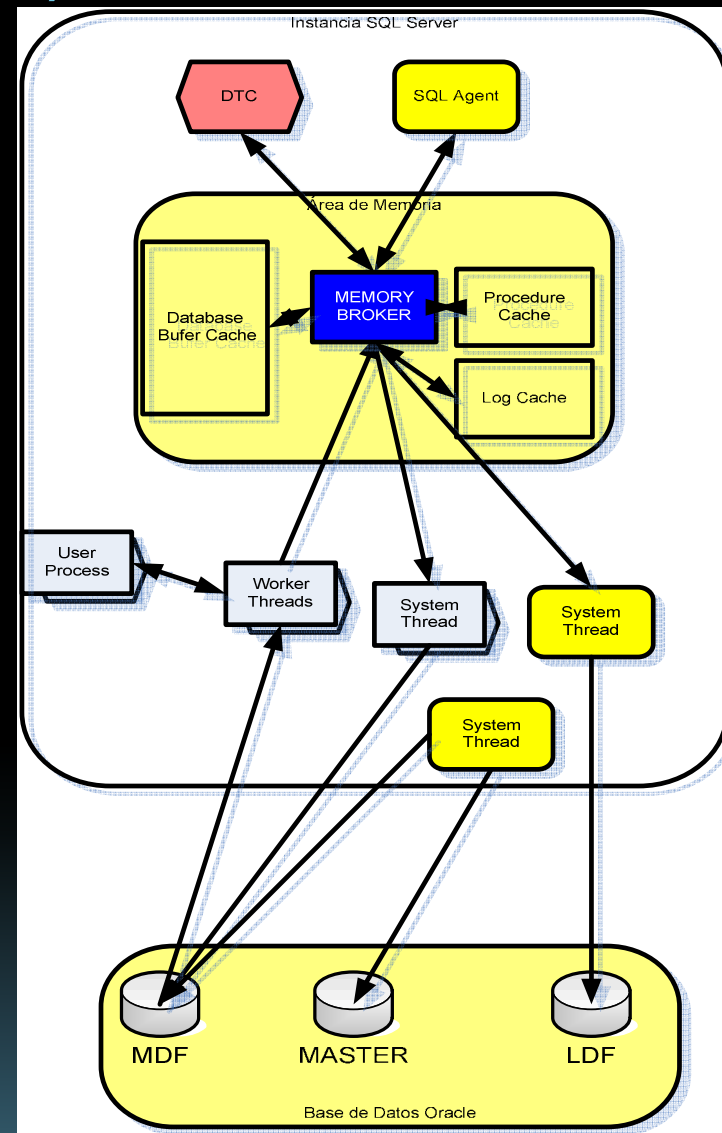 Instancia SQL Server
DTC
SQL Agent
Área de Memoria
MEMORY
BROKER
Database
Bufer Cache
Procedure
Cache
Log Cache
User
Process
Worker
Threads
System
Thread
System
Thread
System
Thread
MDF
MASTER
LDF
Base de Datos Oracle